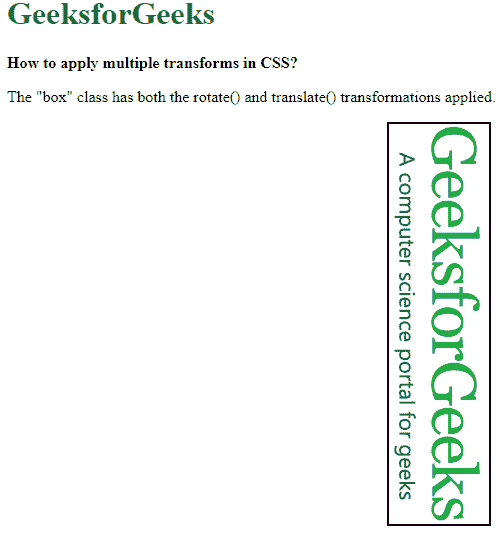 GeeksforGeeks
How to apply multiple transforms in CSS?
The "box" class has both the rotate() and translate() transformations applied.
GeeksforGeeks
A computer science portal for geeks